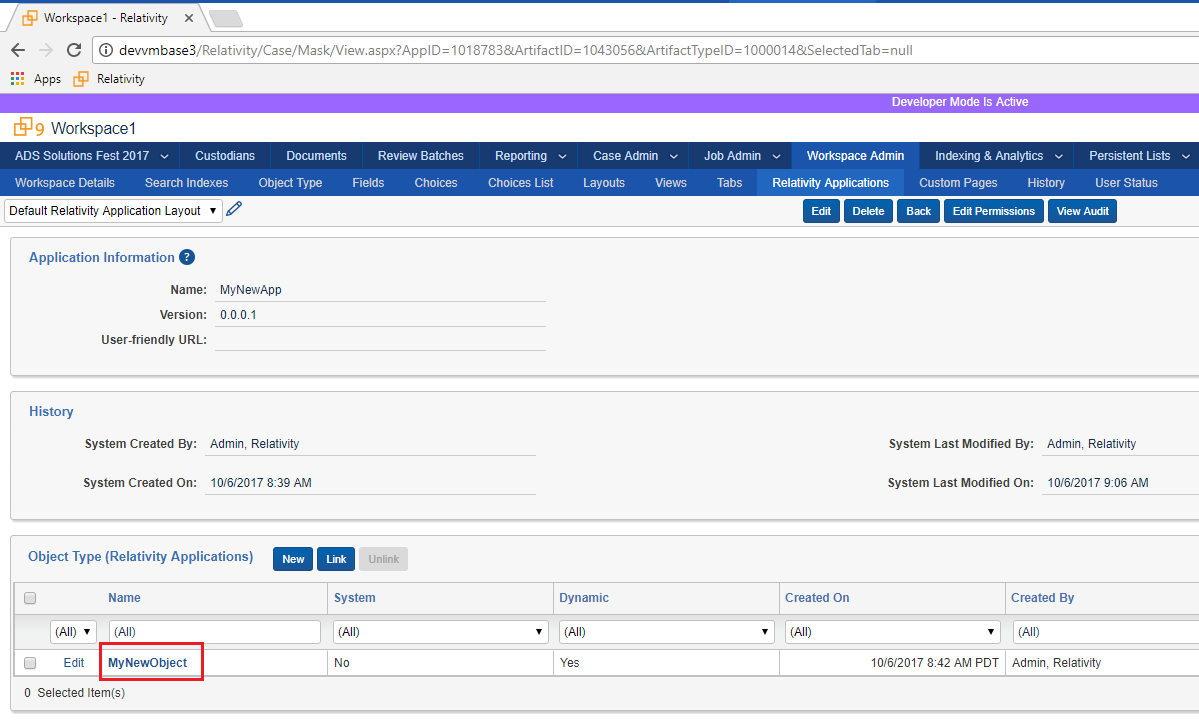 Workspace1 - Relativity
devvmbase3/Relativity/Case/Mask/View.aspx?AppID=1018783&ArtifactID=1043056&ArtifactTypeID=1000014&SelectedTab=null
Apps Relativity
Developer Mode Is Active
9 Workspace1
ADS Solutions Fest 2017 Custodians Documents Review Batches Reporting Case Admin Job Admin Workspace Admin Indexing & Analytics Persistent Lists
Workspace Details Search Indexes Object Type Fields Choices Choices List Layouts Views Tabs Relativity Applications Custom Pages History User Status
Default Relativity Application Layout Edit Delete Back Edit Permissions View Audit
Application Information ?
Name: MyNewApp
Version: 0.0.0.1
User-friendly URL:
History
System Created By: Admin, Relativity System Last Modified By: Admin, Relativity
System Created On: 10/6/2017 8:39 AM System Last Modified On: 10/6/2017 9:06 AM
Object Type (Relativity Applications) New Link Unlink
Name System Dynamic Created On Created By
(All) (All) (All) (All) (All) (All)
Edit MyNewObject No Yes 10/6/2017 8:42 AM PDT Admin, Relativity
0 Selected Item(s)